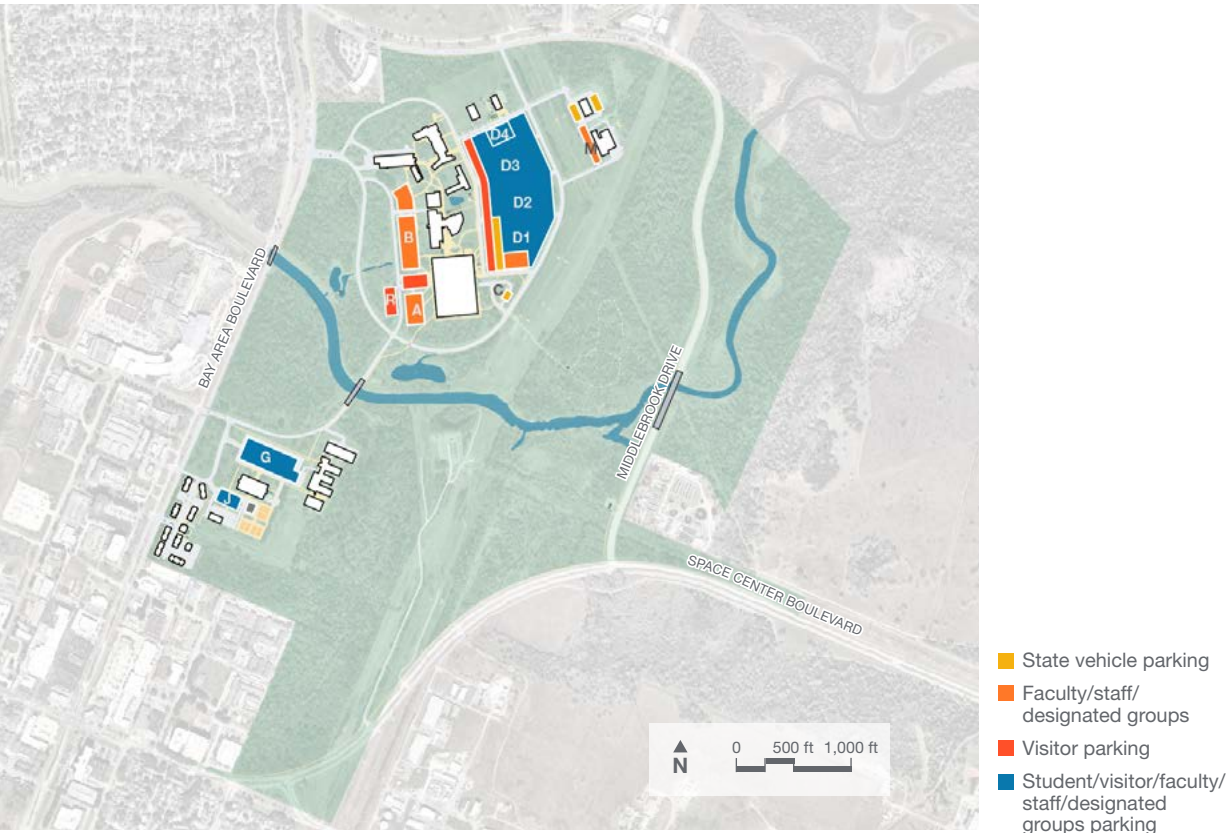 D4
D3
M
D2
B
D1
C
R
A
BAY AREA BOULEVARD
MIDDLEBROOK DRIVE
G
J
SPACE CENTER BOULEVARD
N
0 500 ft 1,000 ft
State vehicle parking
Faculty/staff/
designated groups
Visitor parking
Student/visitor/faculty/
staff/designated
groups parking